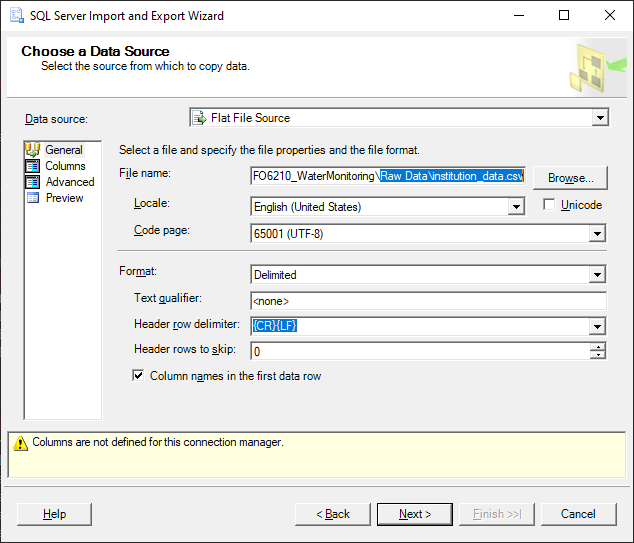 SQL Server Import and Export Wizard
Choose a Data Source
Select the source from which to copy data.
Data source: Flat File Source
General
Columns
Advanced
Preview
Select a file and specify the file properties and the file format.
File name: FO6210_WaterMonitoring\Raw Data\institution_data.csv Browse...
Locale: English (United States) Unicode
Code page: 65001 (UTF-8)
Format: Delimited
Text qualifier: <none>
Header row delimiter: {CR}{LF}
Header rows to skip: 0
Column names in the first data row
Columns are not defined for this connection manager.
Help < Back Next > Finish >>| Cancel